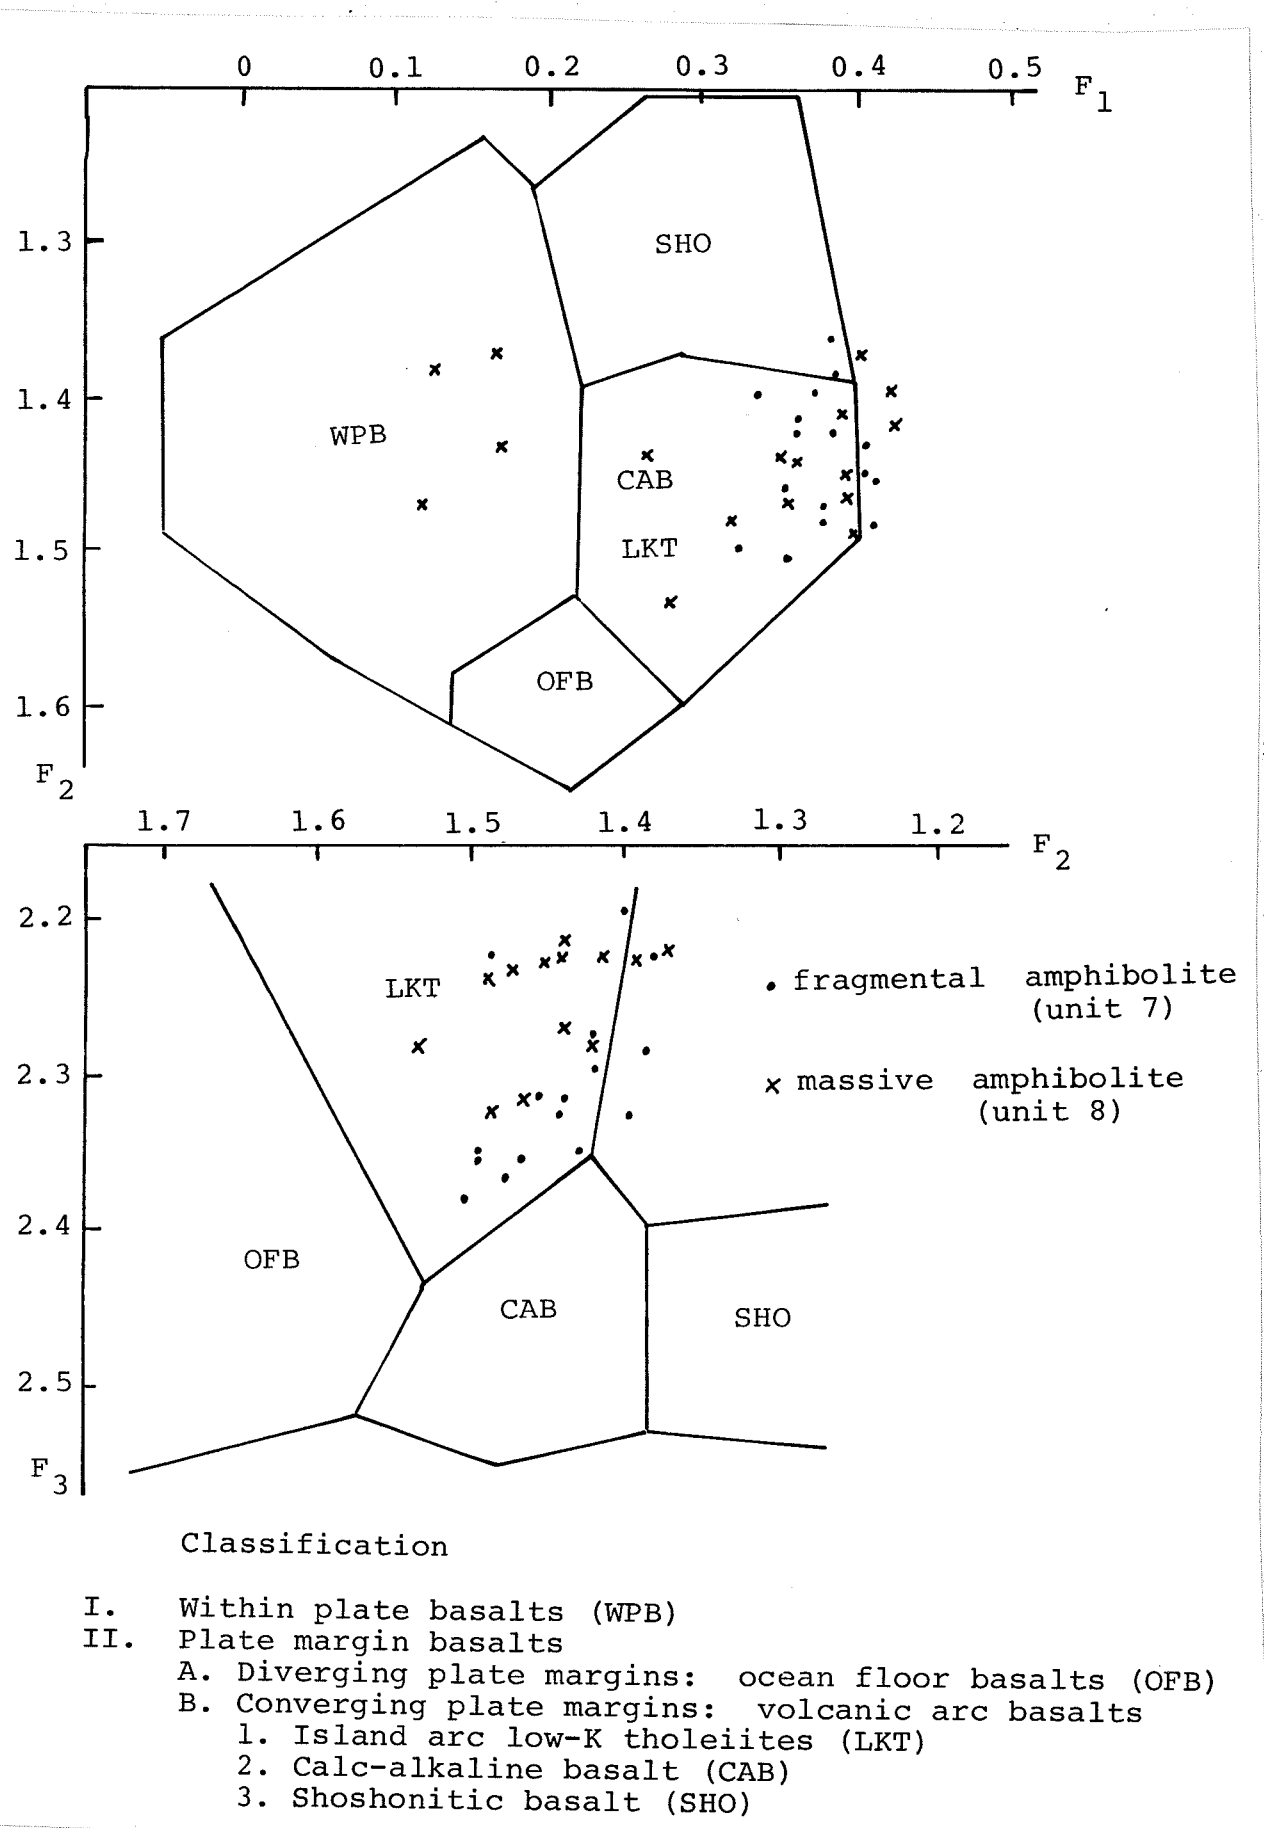 0 0.1 0.2 0.3 0.4 0.5 F1
1.3
SHO
1.4
WPB
CAB
1.5
LKT
OFB
1.6
F2
1.7 1.6 1.5 1.4 1.3 1.2 F2
2.2
LKT
• fragmental amphibolite
(unit 7)
2.3
x massive amphibolite
(unit 8)
2.4
OFB
CAB
SHO
2.5
F3
Classification
I. Within plate basalts (WPB)
II. Plate margin basalts
A. Diverging plate margins: ocean floor basalts (OFB)
B. Converging plate margins: volcanic arc basalts
1. Island arc low-K tholeiites (LKT)
2. Calc-alkaline basalt (CAB)
3. Shoshonitic basalt (SHO)